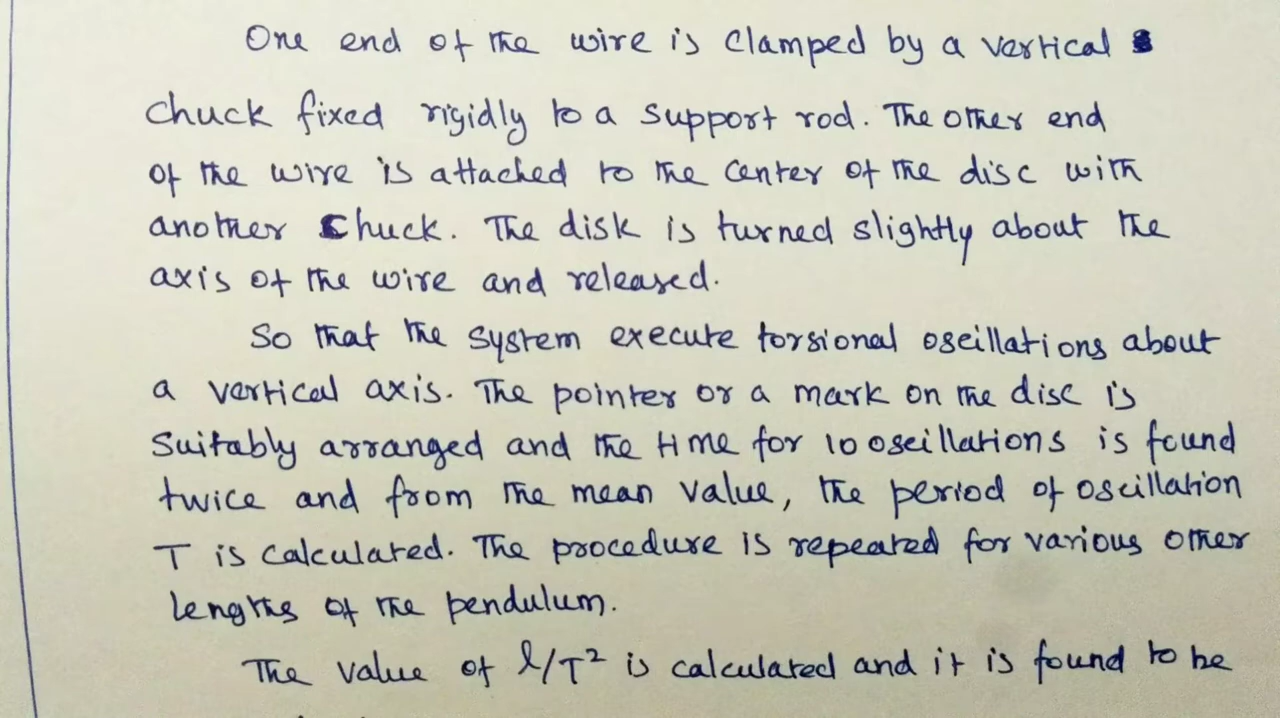 One end of the wire is clamped by a vertical
chuck fixed rigidly to a support rod. The other end
of the wire is attached to the center of the disc with
another chuck. The disk is turned slightly about the
axis of the wire and released.
So that the system execute torsional oscillations about
a vertical axis. The pointer or a mark on the disc is
suitably arranged and the time for 10 oscillations is found
twice and from the mean value, the period of oscillation
T is calculated. The procedure is repeated for various other
lengths of the pendulum.
The value of l/T² is calculated and it is found to be